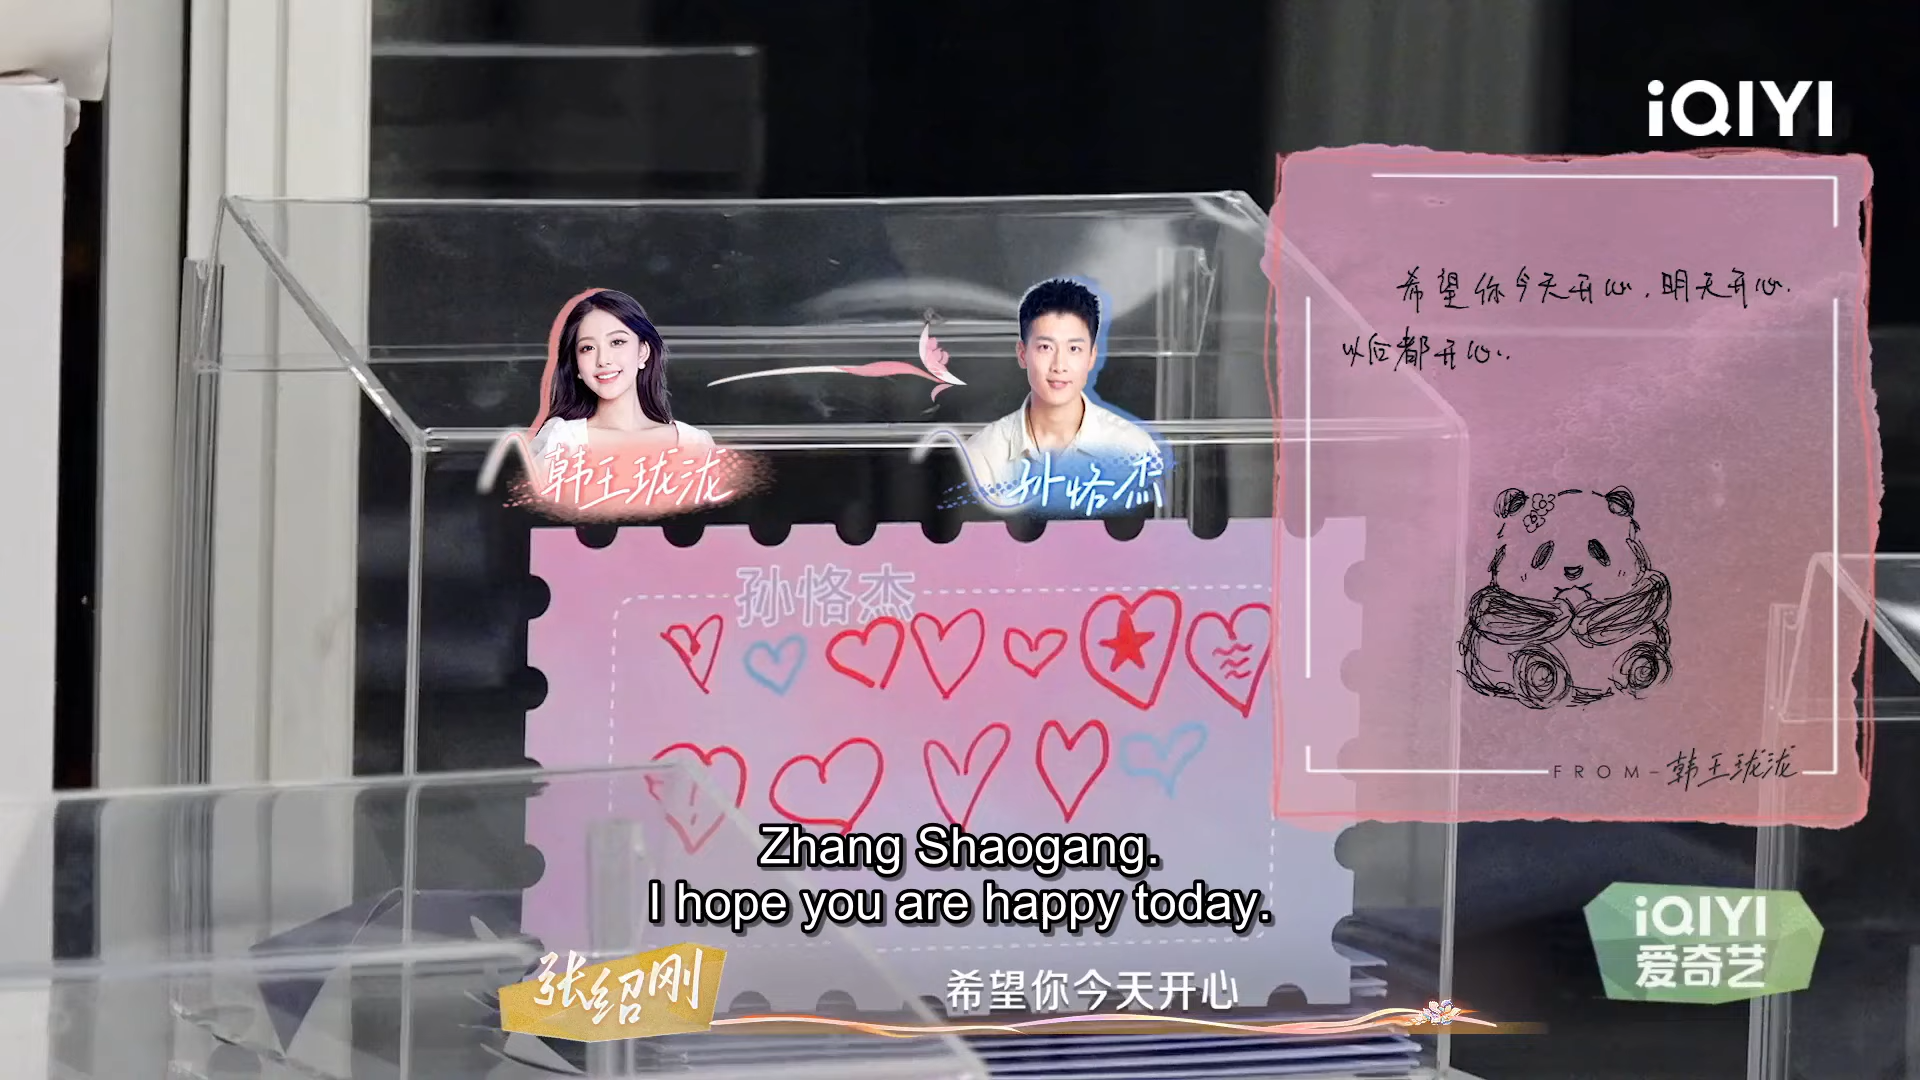 iQIYI
希望你今天开心，明天开心.
以后都开心..
韩王珑泷
孙恪杰
孙恪杰
FROM-韩王珑泷
Zhang Shaogang.
I hope you are happy today.
iQIYI
爱奇艺
张绍刚
希望你今天开心